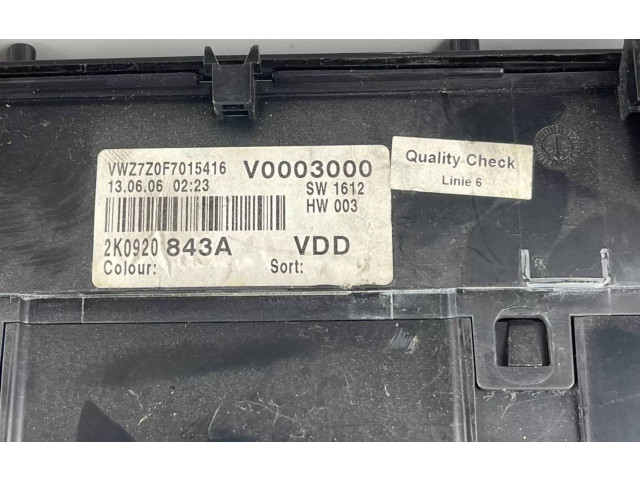 VWZ7Z0F7015416 V0003000
13.06.06 02:23 SW 1612
HW 003
2K0920 843A VDD
Colour: Sort:
Quality Check
Linie 6